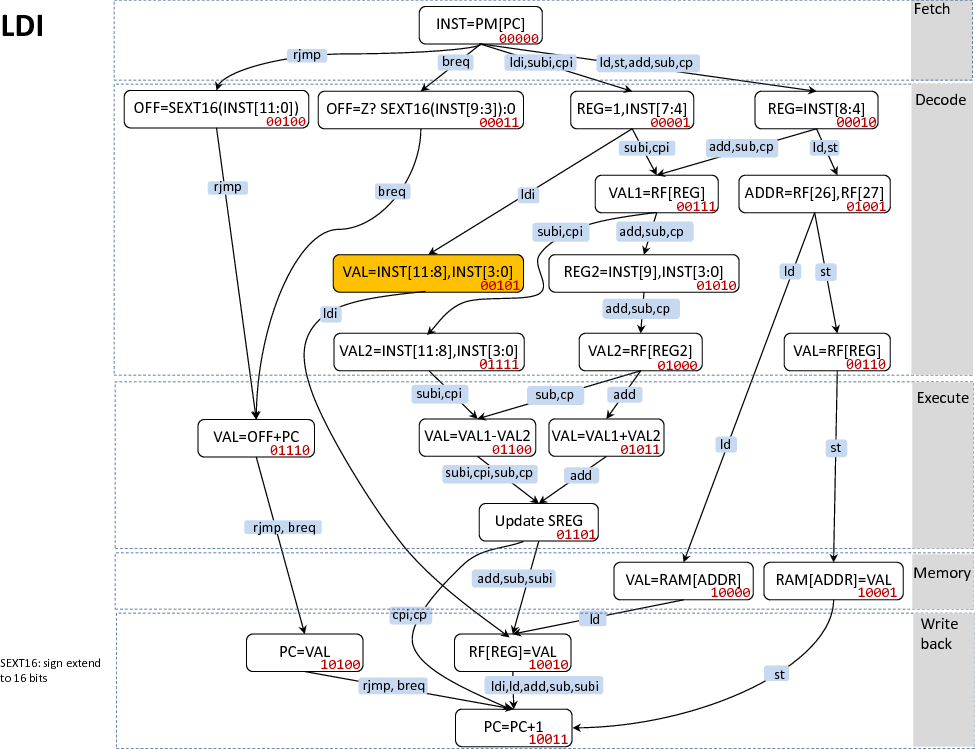 LDI
Fetch
INST=PM[PC]
00000
rjmp
breq
ldi,subi,cpi
ld,st,add,sub,cp
Decode
OFF=SEXT16(INST[11:0])
00100
OFF=Z? SEXT16(INST[9:3]):0
00011
REG=1,INST[7:4]
00001
REG=INST[8:4]
00010
subi,cpi
add,sub,cp
ld,st
rjmp
breq
ldi
VAL1=RF[REG]
00111
ADDR=RF[26],RF[27]
01001
subi,cpi
add,sub,cp
VAL=INST[11:8],INST[3:0]
00101
REG2=INST[9],INST[3:0]
01010
ld
st
ldi
add,sub,cp
VAL2=INST[11:8],INST[3:0]
01111
VAL2=RF[REG2]
01000
VAL=RF[REG]
00110
Execute
subi,cpi
sub,cp
add
VAL=OFF+PC
01110
VAL=VAL1-VAL2
01100
VAL=VAL1+VAL2
01011
ld
st
subi,cpi,sub,cp
add
Update SREG
01101
rjmp, breq
Memory
add,sub,subi
VAL=RAM[ADDR]
10000
RAM[ADDR]=VAL
10001
cpi,cp
ld
Write
back
PC=VAL
10100
RF[REG]=VAL
10010
SEXT16: sign extend
to 16 bits
rjmp, breq
ldi,ld,add,sub,subi
st
PC=PC+1
10011